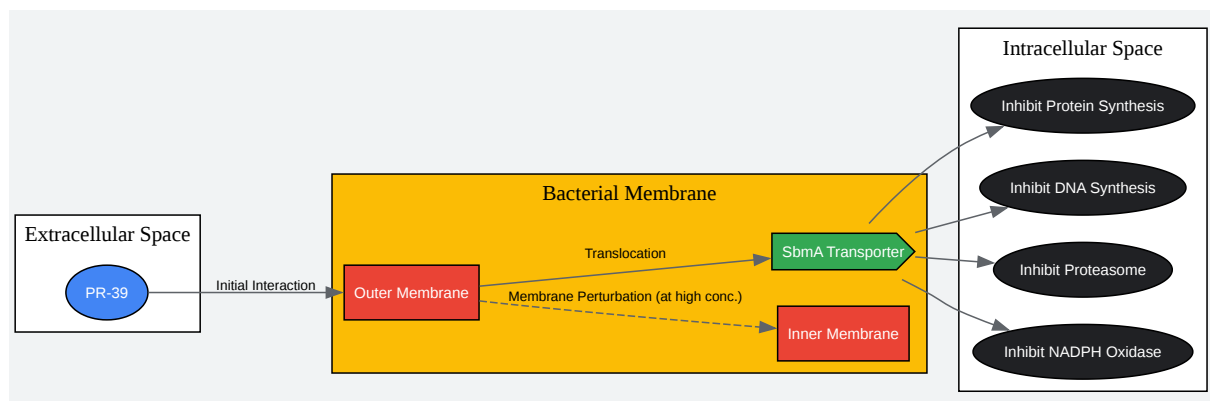 Extracellular Space
PR-39
Initial Interaction
Bacterial Membrane
Outer Membrane
Translocation
Membrane Perturbation (at high conc.)
SbmA Transporter
Inner Membrane
Intracellular Space
Inhibit Protein Synthesis
Inhibit DNA Synthesis
Inhibit Proteasome
Inhibit NADPH Oxidase